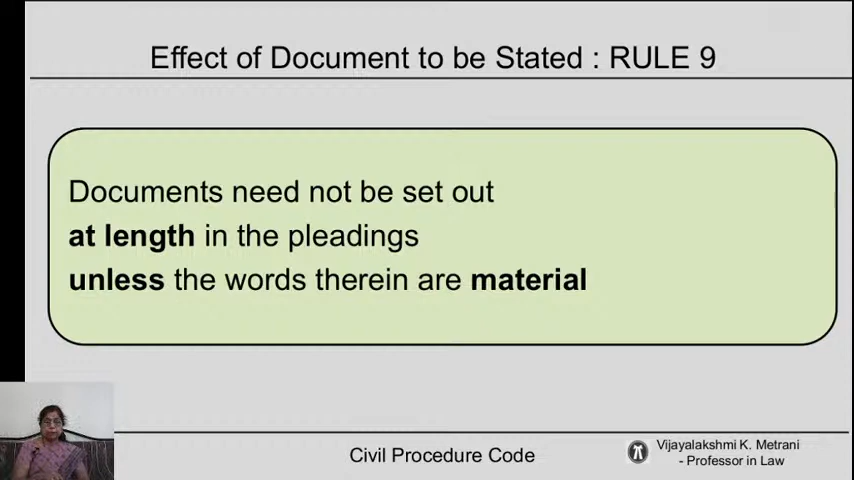 Effect of Document to be Stated : RULE 9
Documents need not be set out
at length in the pleadings
unless the words therein are material
Civil Procedure Code
Vijayalakshmi K. Metrani
- Professor in Law